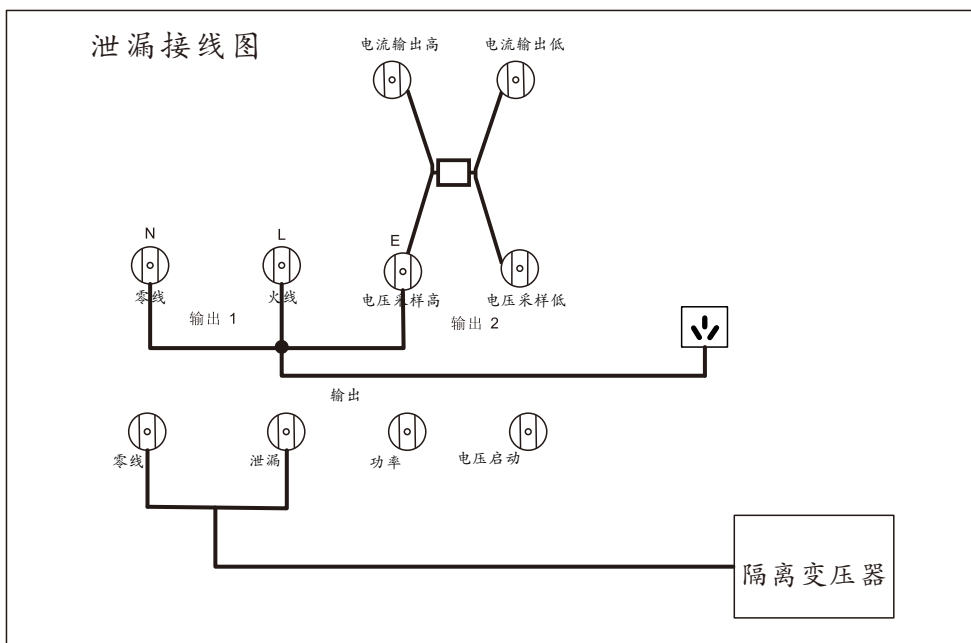 泄漏接线图
电流输出高 电流输出低
N L E
零线 火线 电压采样高 电压采样低
输出 1 输出 2
输出
零线 泄漏 功率 电压启动
隔离变压器